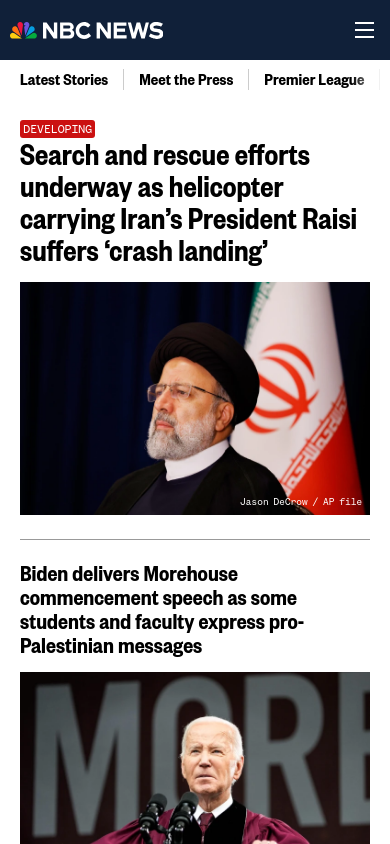 NBC NEWS
Latest Stories
Meet the Press
Premier League
DEVELOPING
Search and rescue efforts
underway as helicopter
carrying Iran’s President Raisi
suffers ‘crash landing’
Jason DeCrow / AP file
Biden delivers Morehouse
commencement speech as some
students and faculty express pro-
Palestinian messages
MORE